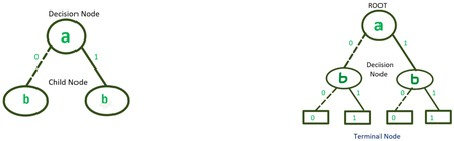 Decision Node
a
0 1
Child Node
b b
ROOT
a
0 1
Decision
Node
b b
0 1 0 1
0 1 0 1
Terminal Node